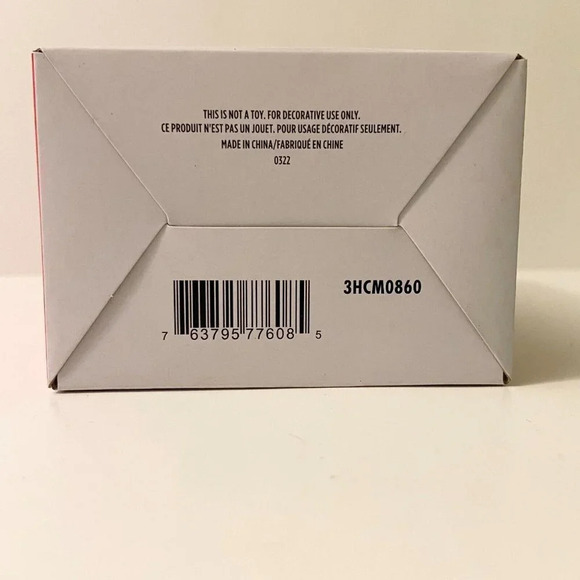 THIS IS NOT A TOY. FOR DECORATIVE USE ONLY.
CE PRODUIT N'EST PAS UN JOUET. POUR USAGE DÉCORATIF SEULEMENT.
MADE IN CHINA/FABRIQUÉ EN CHINE
0322
3HCM0860
7 63795 77608 5